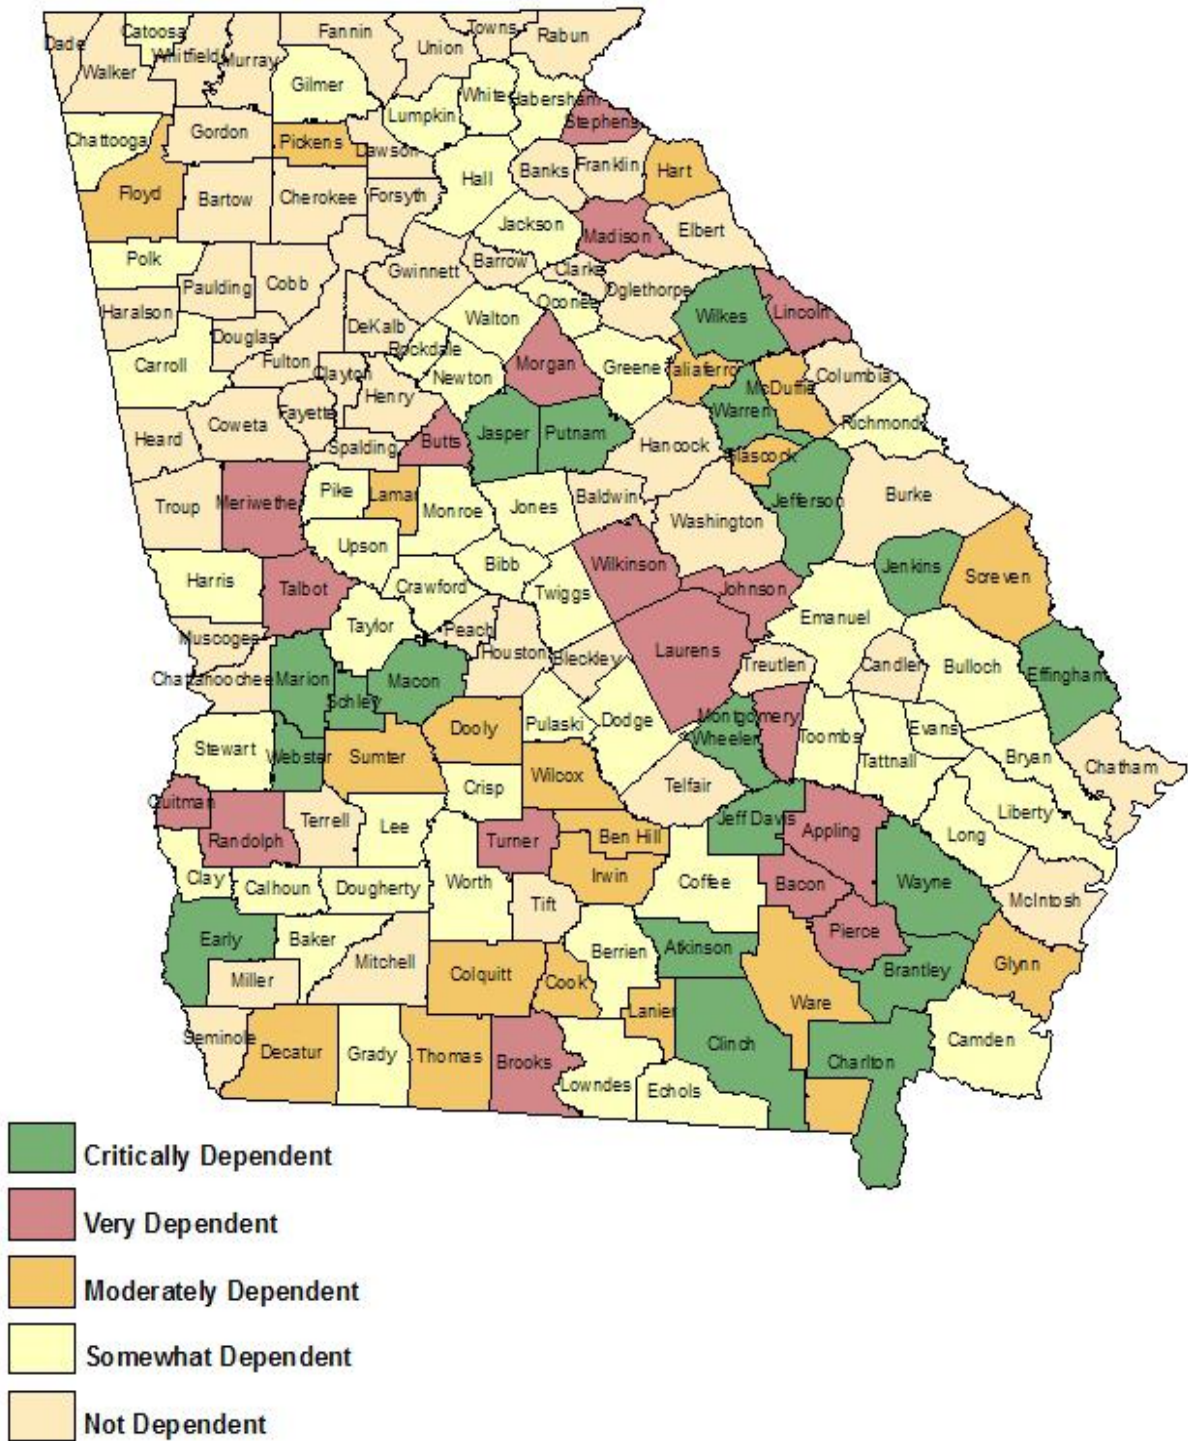 Dade
Catoosa
Whitfield
Murray
Fannin
Union
Towns
Rabun
Walker
Gilmer
White
Habersham
Stephens
Lumpkin
Chattooga
Gordon
Pickens
Dawson
Hall
Banks
Franklin
Hart
Floyd
Bartow
Cherokee
Forsyth
Jackson
Madison
Elbert
Polk
Paulding
Cobb
Gwinnett
Barrow
Clarke
Oglethorpe
Oconee
Wilkes
Lincoln
Haralson
Douglas
DeKalb
Walton
Rockdale
Carroll
Fulton
Clayton
Newton
Morgan
Greene
Taliaferro
McDuffie
Columbia
Henry
Fayette
Coweta
Heard
Spalding
Butts
Jasper
Putnam
Hancock
Warren
Richmond
Glascock
Troup
Meriwether
Pike
Lamar
Monroe
Jones
Baldwin
Washington
Jefferson
Burke
Upson
Bibb
Wilkinson
Jenkins
Screven
Harris
Talbot
Crawford
Twiggs
Johnson
Emanuel
Muscogee
Taylor
Peach
Houston
Bleckley
Laurens
Treutlen
Candler
Bulloch
Effingham
Chattahoochee
Marion
Schley
Macon
Dooly
Pulaski
Dodge
Montgomery
Wheeler
Toombs
Tattnall
Evans
Bryan
Chatham
Stewart
Webster
Sumter
Crisp
Wilcox
Telfair
Liberty
Long
Quitman
Randolph
Terrell
Lee
Turner
Ben Hill
Jeff Davis
Appling
Irwin
Coffee
Bacon
Wayne
McIntosh
Clay
Calhoun
Dougherty
Worth
Tift
Pierce
Early
Baker
Mitchell
Berrien
Atkinson
Brantley
Glynn
Miller
Colquitt
Cook
Ware
Lanier
Seminole
Decatur
Grady
Thomas
Brooks
Lowndes
Echols
Clinch
Charlton
Camden
Critically Dependent
Very Dependent
Moderately Dependent
Somewhat Dependent
Not Dependent